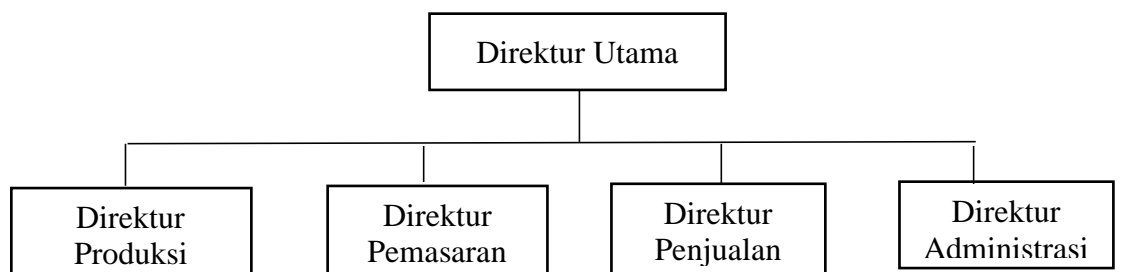 Direktur Utama
Direktur
Produksi
Direktur
Pemasaran
Direktur
Penjualan
Direktur
Administrasi